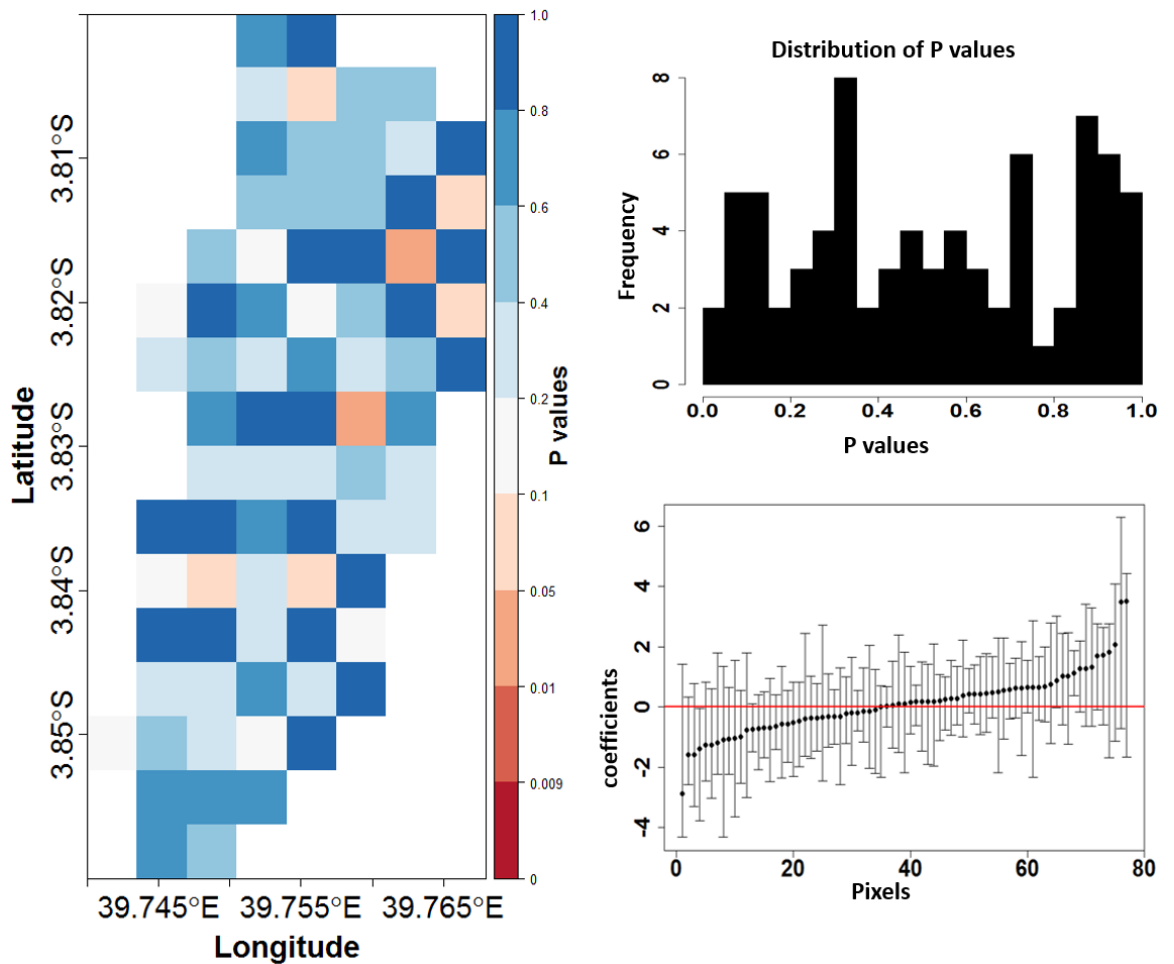 Latitude
3.81°S
3.82°S
3.83°S
3.84°S
3.85°S
39.745°E 39.755°E 39.765°E
Longitude
1.0
0.8
0.6
0.4
0.2
0.1
0.05
0.01
0.009
0
P values
Distribution of P values
Frequency
8
6
4
2
0
0.0 0.2 0.4 0.6 0.8 1.0
P values
coefficients
6
4
2
0
-2
-4
0 20 40 60 80
Pixels